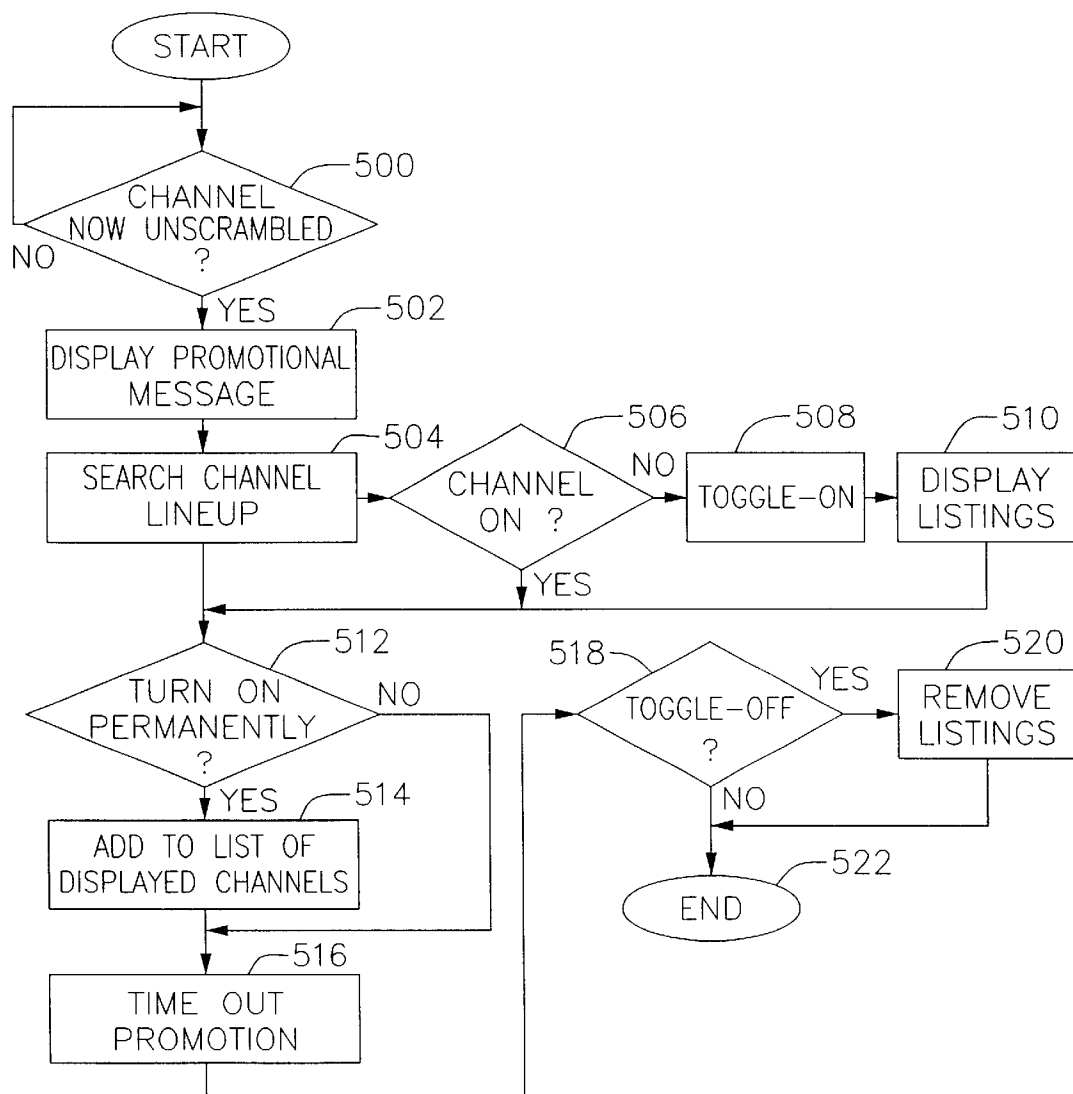 START
500
CHANNEL
NOW UNSCRAMBLED
?
NO
YES
502
DISPLAY PROMOTIONAL
MESSAGE
504
SEARCH CHANNEL
LINEUP
506
CHANNEL
ON ?
NO
YES
508
TOGGLE-ON
510
DISPLAY
LISTINGS
512
TURN ON
PERMANENTLY
?
NO
YES
514
ADD TO LIST OF
DISPLAYED CHANNELS
516
TIME OUT
PROMOTION
518
TOGGLE-OFF
?
YES
NO
520
REMOVE
LISTINGS
522
END